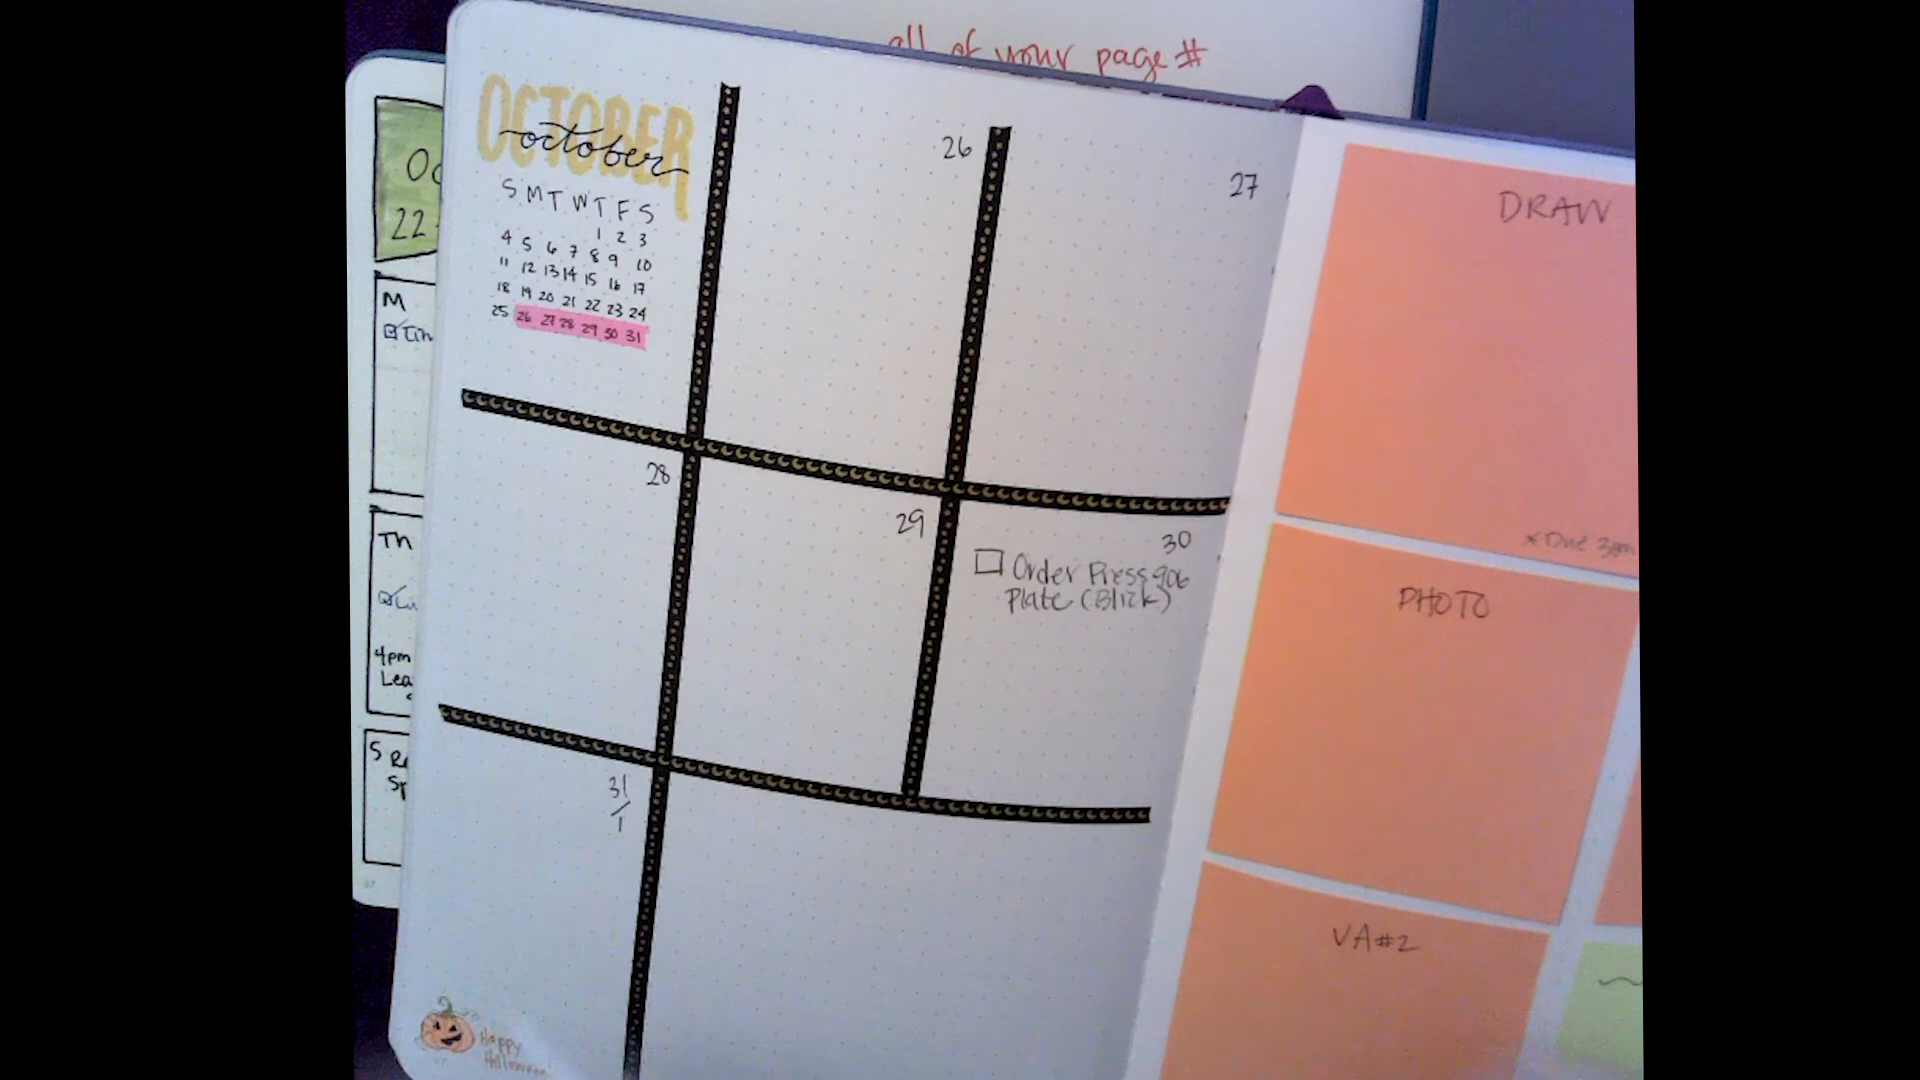 all of your page #
OCTOBER
october
S M T W T F S
1 2 3
4 5 6 7 8 9 10
11 12 13 14 15 16 17
18 19 20 21 22 23 24
25 26 27 28 29 30 31
26
27
28
29
30
Order Press 906
Plate (Blick)
31
/
1
Happy
Halloween
DRAW
*Due 3pm
PHOTO
VA#2
22
M
Th
4pm
S